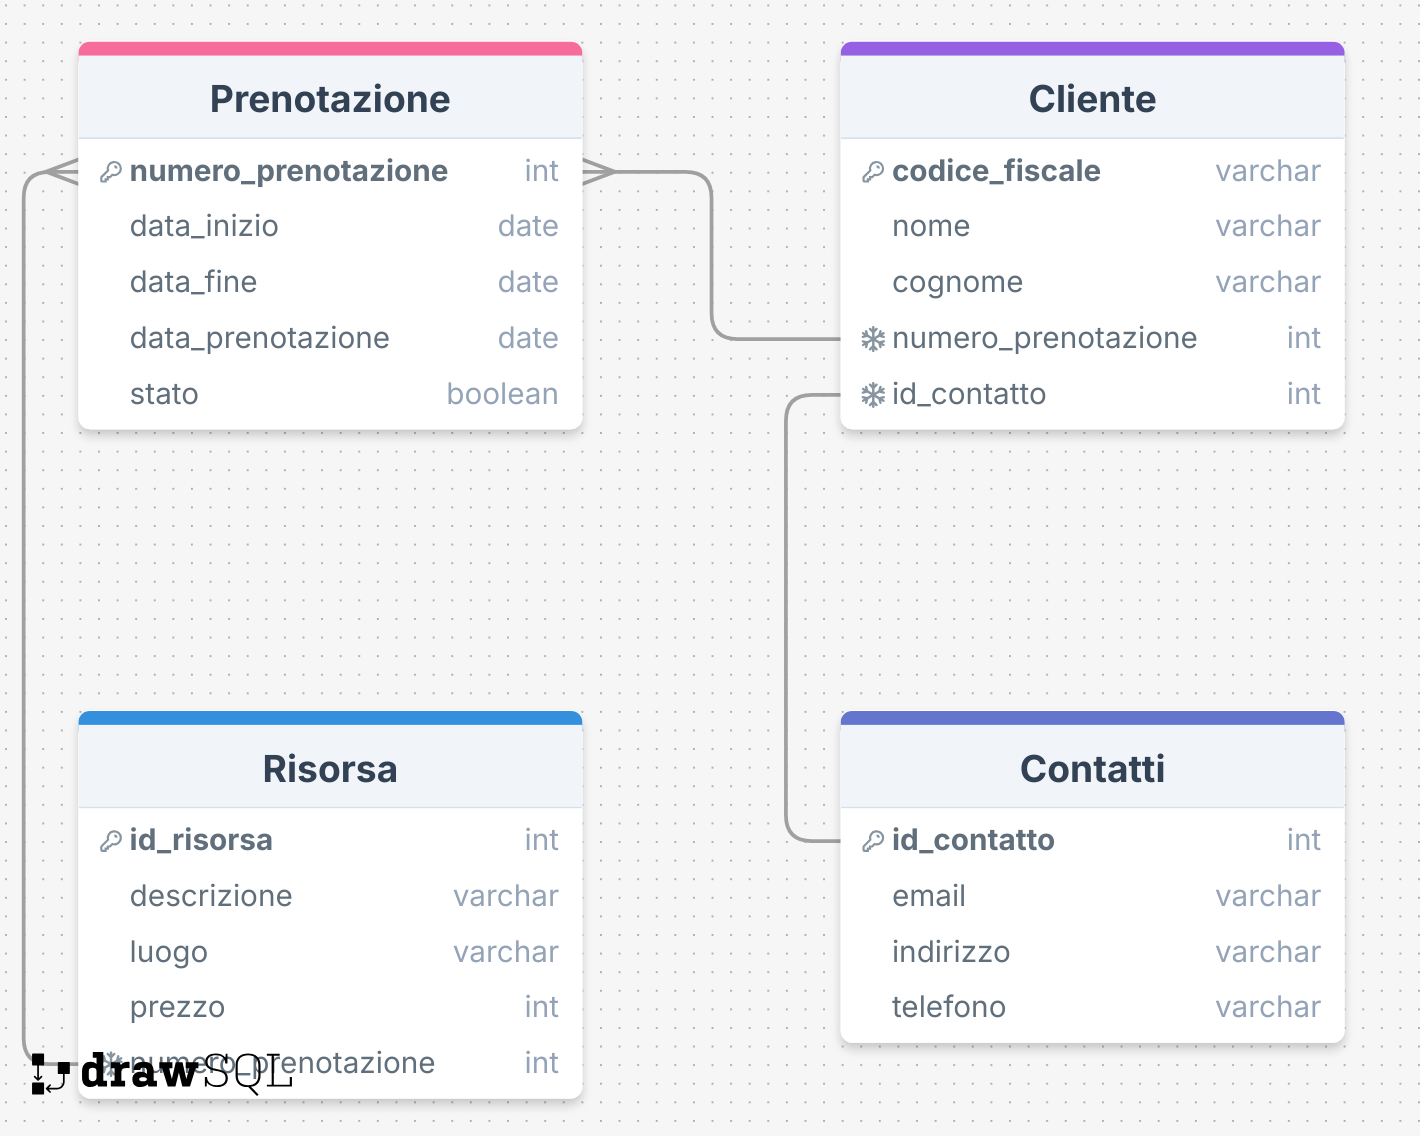 Prenotazione
numero_prenotazione int
data_inizio date
data_fine date
data_prenotazione date
stato boolean
Cliente
codice_fiscale varchar
nome varchar
cognome varchar
numero_prenotazione int
id_contatto int
Risorsa
id_risorsa int
descrizione varchar
luogo varchar
prezzo int
numero_prenotazione int
Contatti
id_contatto int
email varchar
indirizzo varchar
telefono varchar
drawSQL